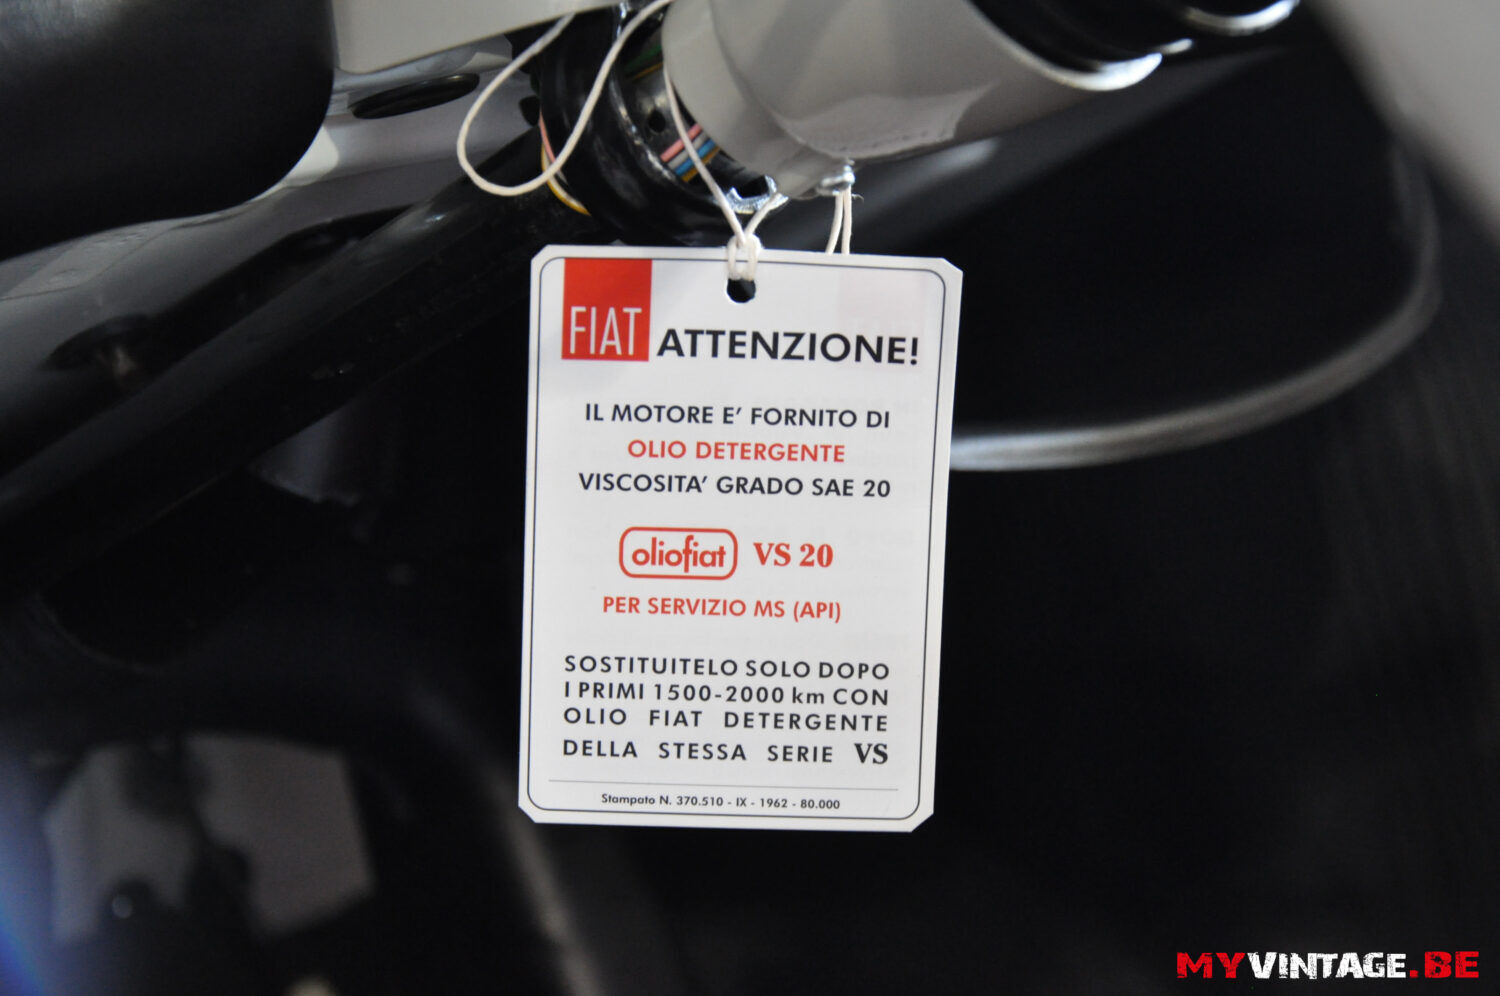 FIAT ATTENZIONE!
IL MOTORE E' FORNITO DI
OLIO DETERGENTE
VISCOSITA' GRADO SAE 20
oliofiat VS 20
PER SERVIZIO MS (API)
SOSTITUITELO SOLO DOPO
I PRIMI 1500-2000 km CON
OLIO FIAT DETERGENTE
DELLA STESSA SERIE VS
Stampato N. 370.510 - IX - 1962 - 80.000
MYVINTAGE.BE